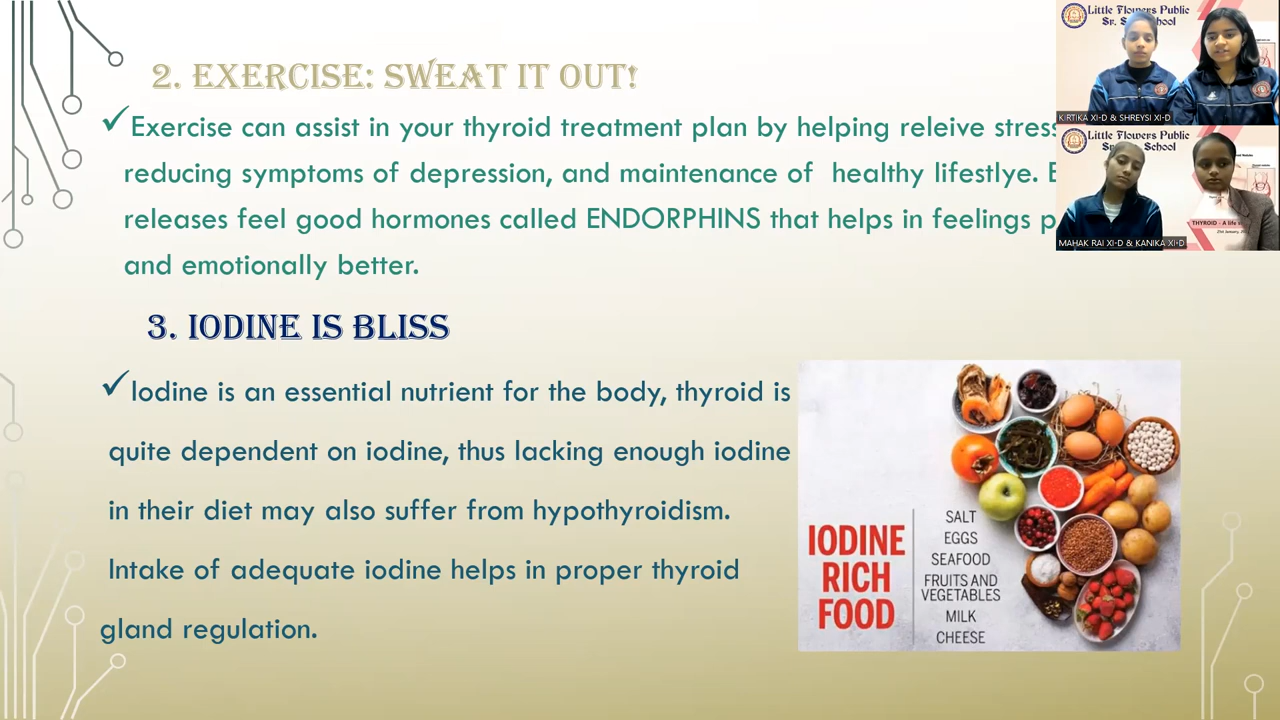 2. EXERCISE: SWEAT IT OUT!
✓Exercise can assist in your thyroid treatment plan by helping releive stress
reducing symptoms of depression, and maintenance of healthy lifestlye. E
releases feel good hormones called ENDORPHINS that helps in feelings p
and emotionally better.
3. IODINE IS BLISS
✓Iodine is an essential nutrient for the body, thyroid is
quite dependent on iodine, thus lacking enough iodine
in their diet may also suffer from hypothyroidism.
Intake of adequate iodine helps in proper thyroid
gland regulation.
IODINE
RICH
FOOD
SALT
EGGS
SEAFOOD
FRUITS AND
VEGETABLES
MILK
CHEESE
Little Flowers Public
Sr. School
KIRTIKA XI-D & SHREYSI XI-D
Little Flowers Public
School
THYROID - A life
MAHAK RAI XI-D & KANIKA XI-D